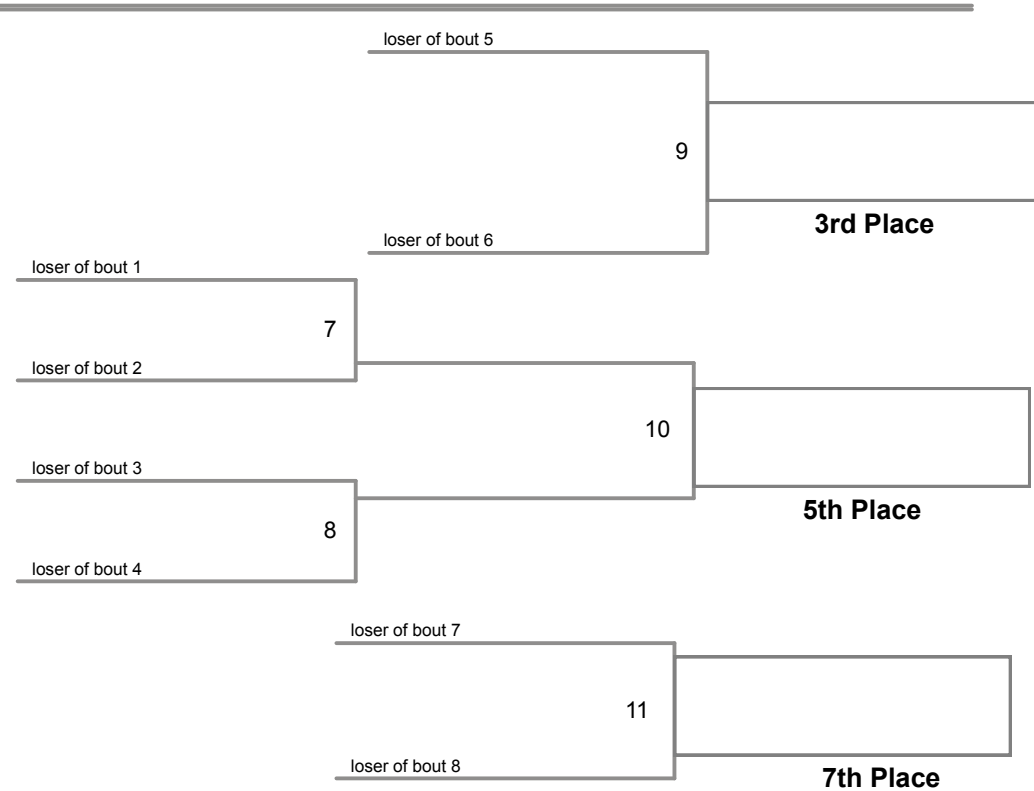 loser of bout 5
9
3rd Place
loser of bout 6
loser of bout 1
7
loser of bout 2
10
loser of bout 3
5th Place
8
loser of bout 4
loser of bout 7
11
loser of bout 8
7th Place